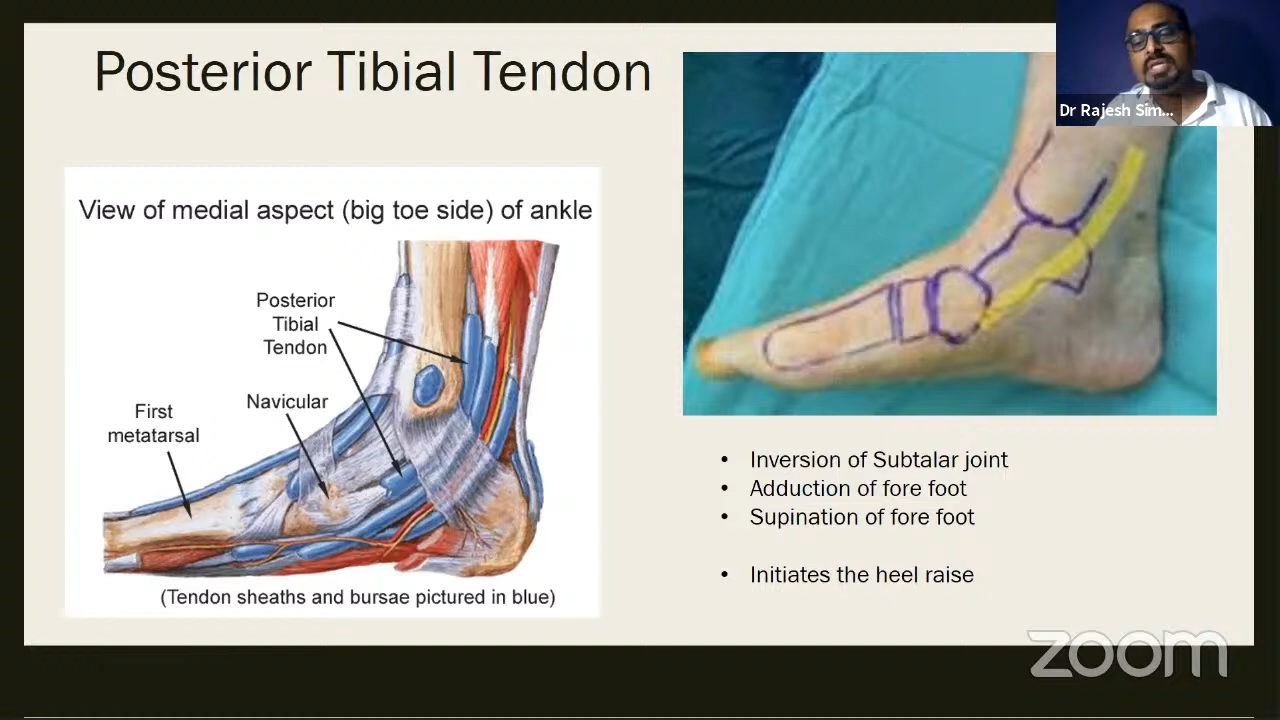 Posterior Tibial Tendon
Dr Rajesh Sim...
View of medial aspect (big toe side) of ankle
Posterior
Tibial
Tendon
Navicular
First
metatarsal
(Tendon sheaths and bursae pictured in blue)
• Inversion of Subtalar joint
• Adduction of fore foot
• Supination of fore foot
• Initiates the heel raise
zoom